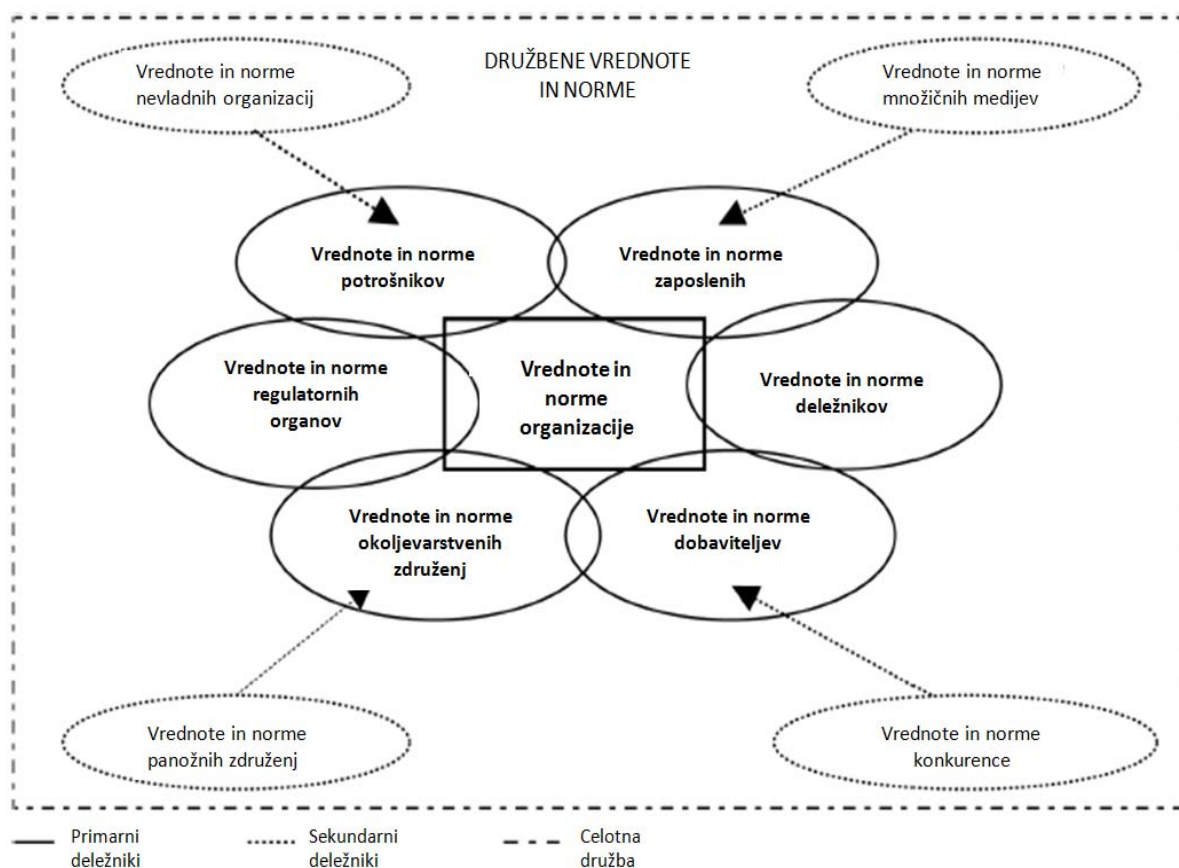 DRUŽBENE VREDNOTE
IN NORME
Vrednote in norme
nevladnih organizacij
Vrednote in norme
množičnih medijev
Vrednote in norme
potrošnikov
Vrednote in norme
zaposlenih
Vrednote in norme
regulatornih
organov
Vrednote in
norme
organizacije
Vrednote in norme
deležnikov
Vrednote in norme
okoljevarstvenih
združenj
Vrednote in norme
dobaviteljev
Vrednote in norme
panožnih združenj
Vrednote in norme
konkurence
Primarni
deležniki
Sekundarni
deležniki
Celotna
družba